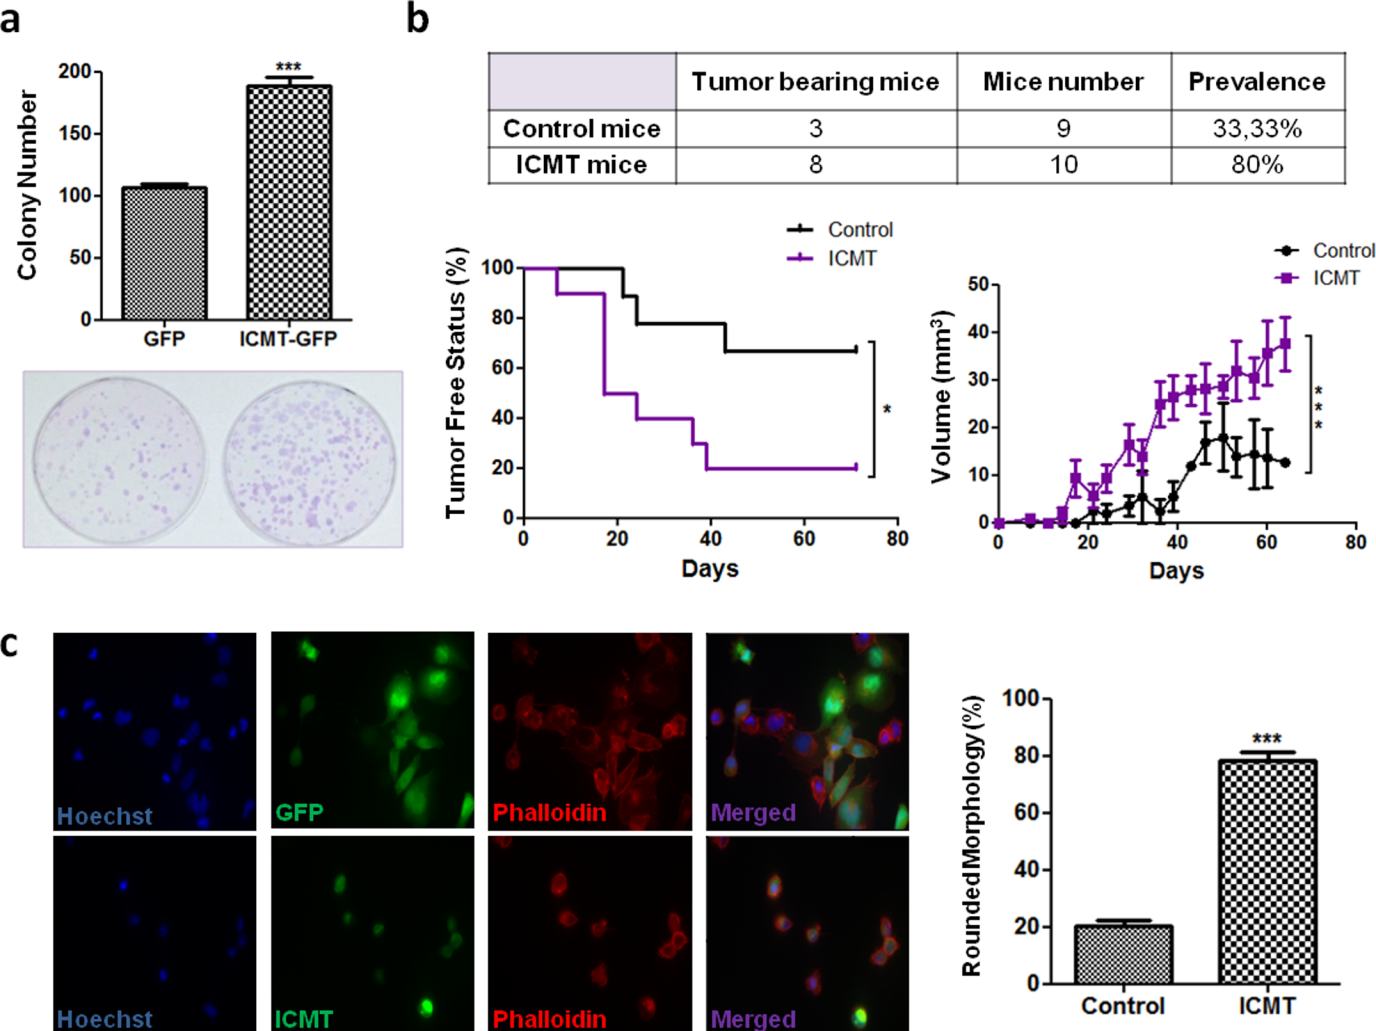 a
Colony Number
200
150
100
50
0
***
GFP
ICMT-GFP
b
Tumor bearing mice Mice number Prevalence
Control mice 3 9 33,33%
ICMT mice 8 10 80%
Control
ICMT
Tumor Free Status (%)
100
80
60
40
20
0
0 20 40 60 80
Days
*
Control
ICMT
Volume (mm³)
50
40
30
20
10
0
0 20 40 60 80
Days
***
c
Hoechst
GFP
Phalloidin
Merged
Hoechst
ICMT
Phalloidin
Merged
Rounded Morphology (%)
100
80
60
40
20
0
***
Control
ICMT